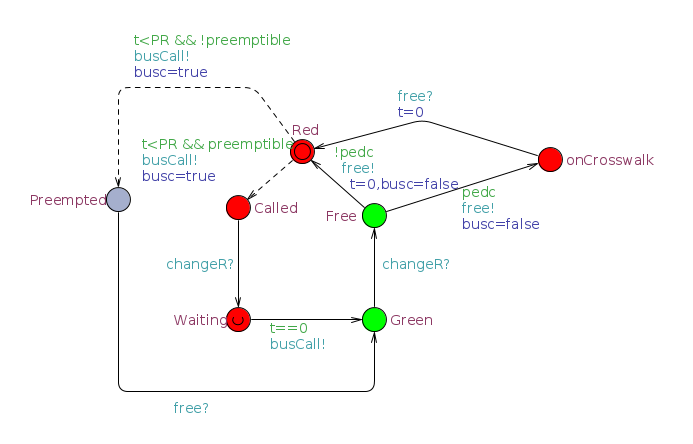 t<PR && !preemptible
busCall!
busc=true
free?
t=0
Red
t<PR && preemptible
busCall!
busc=true
!pedc
free!
t=0,busc=false
onCrosswalk
pedc
free!
busc=false
Preempted
Called
Free
changeR?
changeR?
Waiting
t==0
busCall!
Green
free?